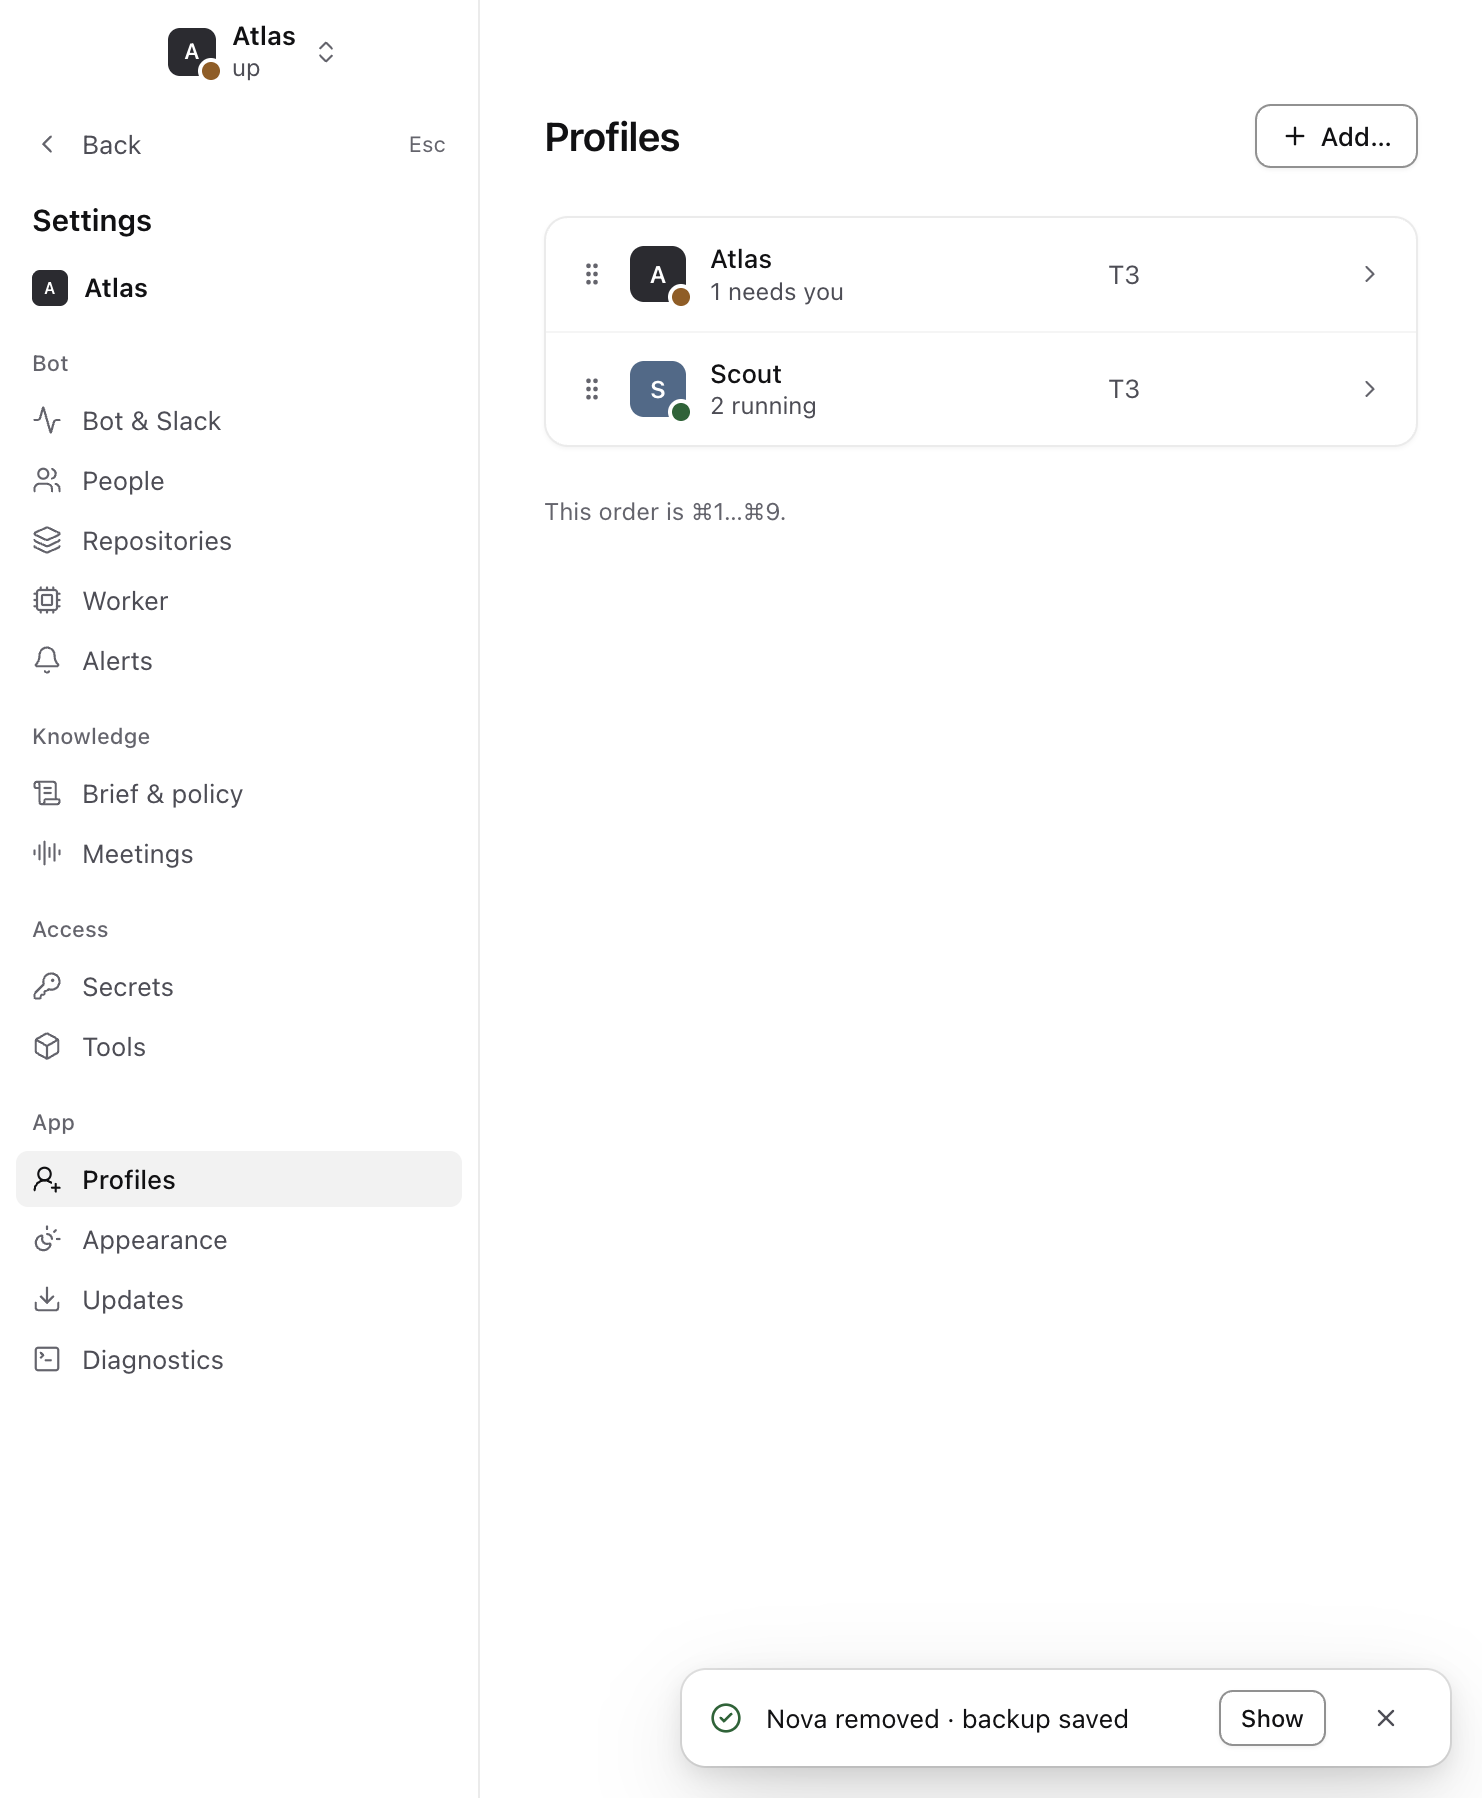 A
Atlas
up
Back
Esc
Settings
A
Atlas
Bot
Bot & Slack
People
Repositories
Worker
Alerts
Knowledge
Brief & policy
Meetings
Access
Secrets
Tools
App
Profiles
Appearance
Updates
Diagnostics
Profiles
Add...
A
Atlas
1 needs you
T3
S
Scout
2 running
T3
This order is ⌘1…⌘9.
Nova removed · backup saved
Show